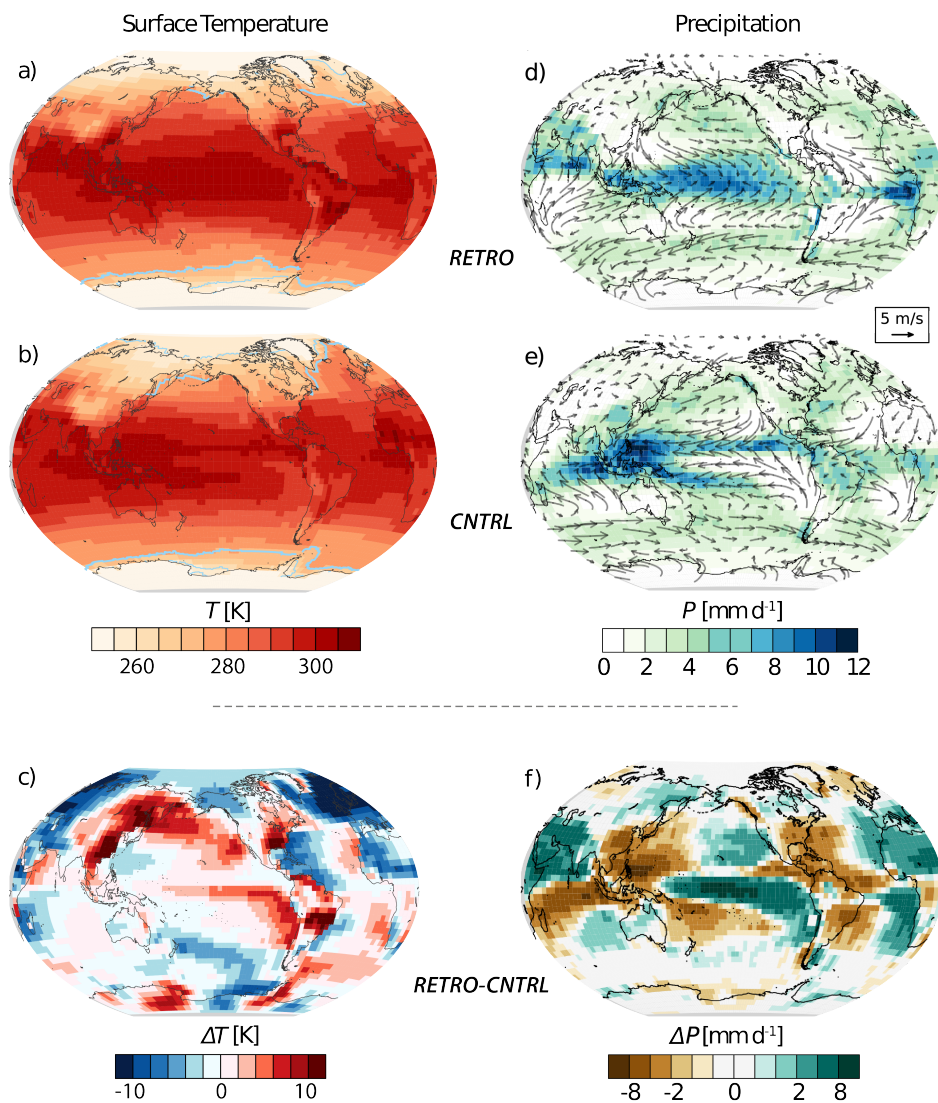 Surface Temperature
Precipitation
a)
d)
RETRO
5 m/s
b)
e)
CNTRL
T [K]
260 280 300
P [mm d-1]
0 2 4 6 8 10 12
c)
f)
RETRO-CNTRL
ΔT [K]
-10 0 10
ΔP [mm d-1]
-8 -2 0 2 8